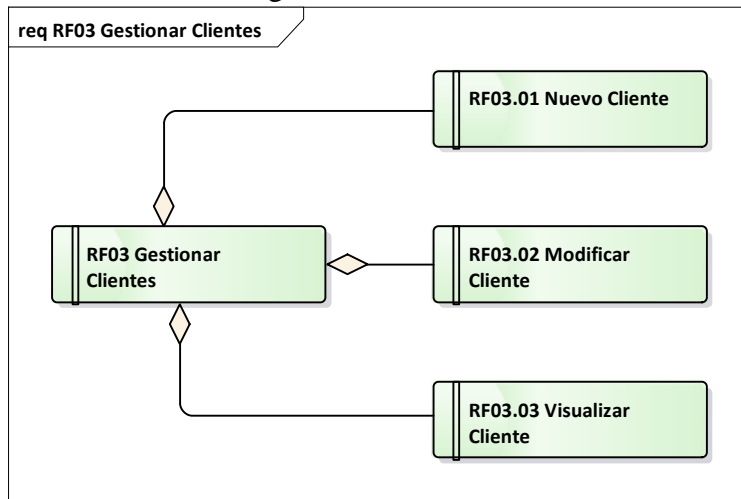 req RF03 Gestionar Clientes
RF03.01 Nuevo Cliente
RF03 Gestionar
Clientes
RF03.02 Modificar
Cliente
RF03.03 Visualizar
Cliente